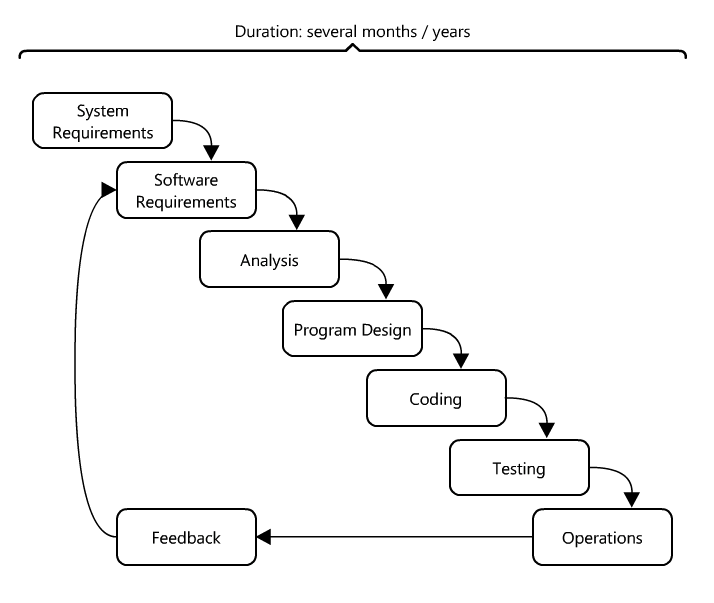 Duration: several months / years
System
Requirements
Software
Requirements
Analysis
Program Design
Coding
Testing
Feedback
Operations